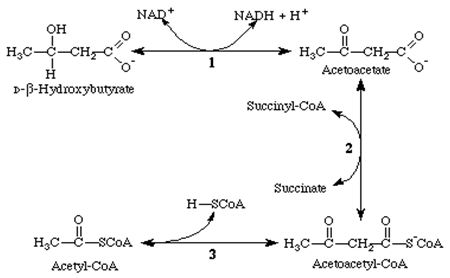 NAD+ NADH + H+
OH O
H3C CH2 O-
H
1
D-β-Hydroxybutyrate
O O
H3C CH2 O-
Acetoacetate
Succinyl-CoA
2
Succinate
H—SCoA
O
H3C SCoA
Acetyl-CoA
3
O O
H3C CH2 S-CoA
Acetoacetyl-CoA